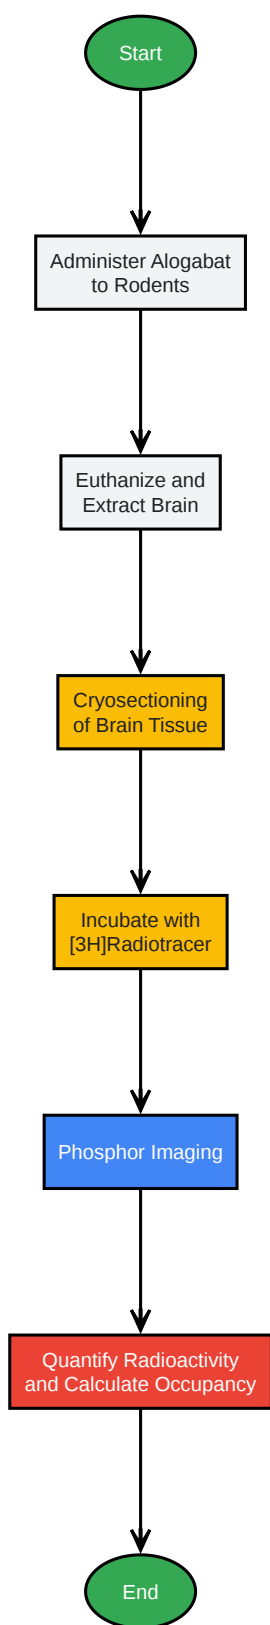 Start
Administer Alogabat
to Rodents
Euthanize and
Extract Brain
Cryosectioning
of Brain Tissue
Incubate with
[3H]Radiotracer
Phosphor Imaging
Quantify Radioactivity
and Calculate Occupancy
End